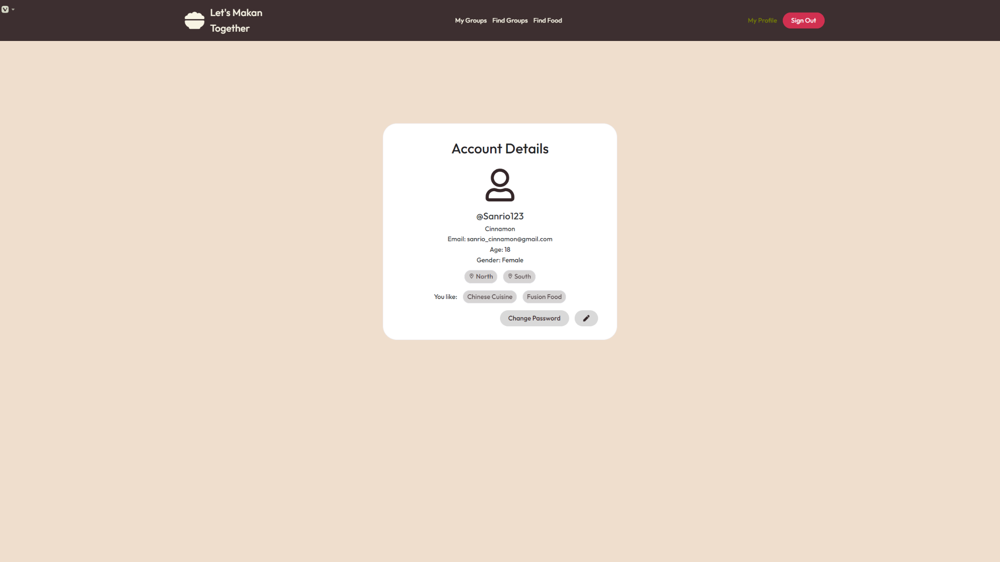 Let's Makan
Together
My Groups Find Groups Find Food
My Profile Sign Out
Account Details
@Sanrio123
Cinnamon
Email: sanrio_cinnamon@gmail.com
Age: 18
Gender: Female
North South
You like: Chinese Cuisine Fusion Food
Change Password